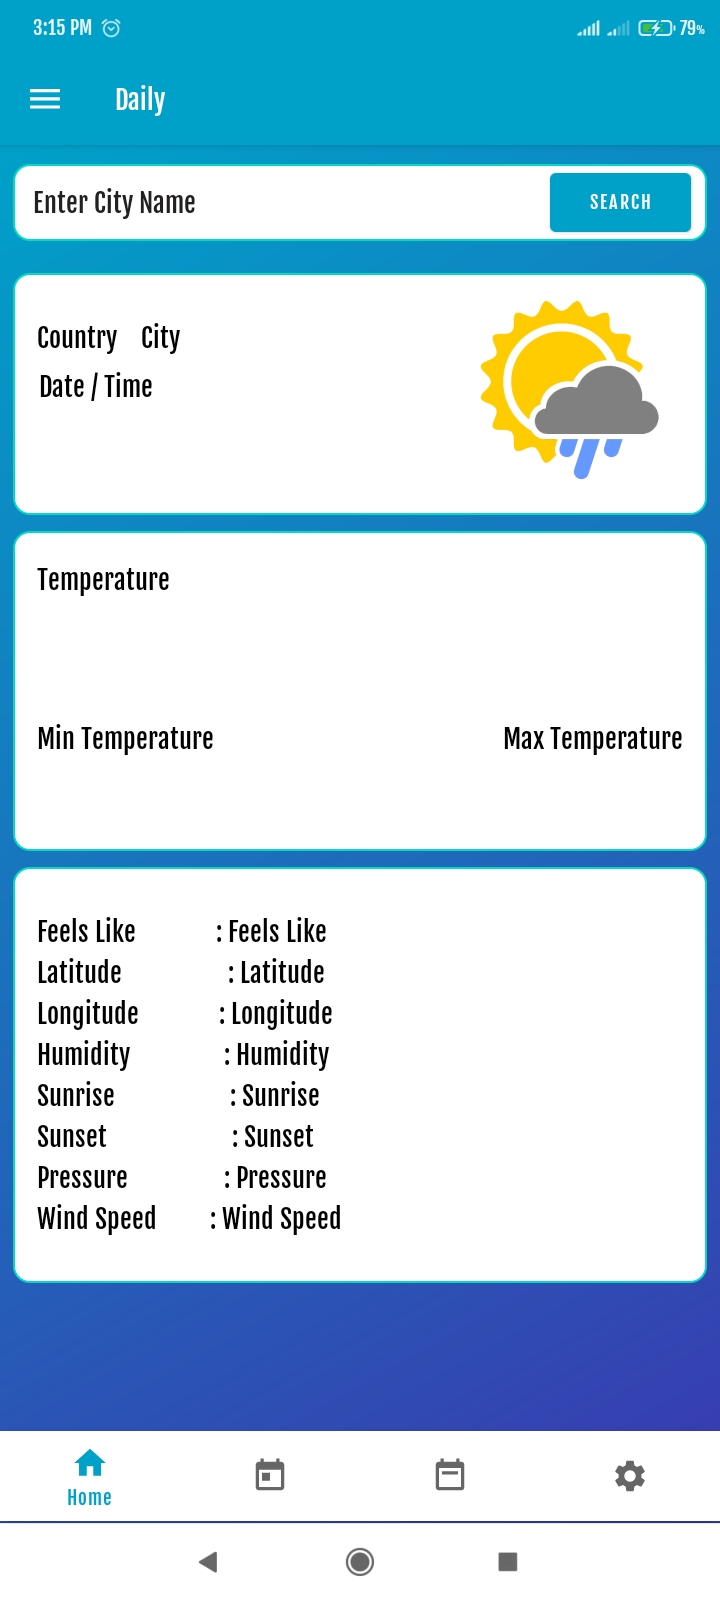 3:15 PM 79%
Daily
Enter City Name SEARCH
Country City
Date / Time
Temperature
Min Temperature Max Temperature
Feels Like : Feels Like
Latitude : Latitude
Longitude : Longitude
Humidity : Humidity
Sunrise : Sunrise
Sunset : Sunset
Pressure : Pressure
Wind Speed : Wind Speed
Home